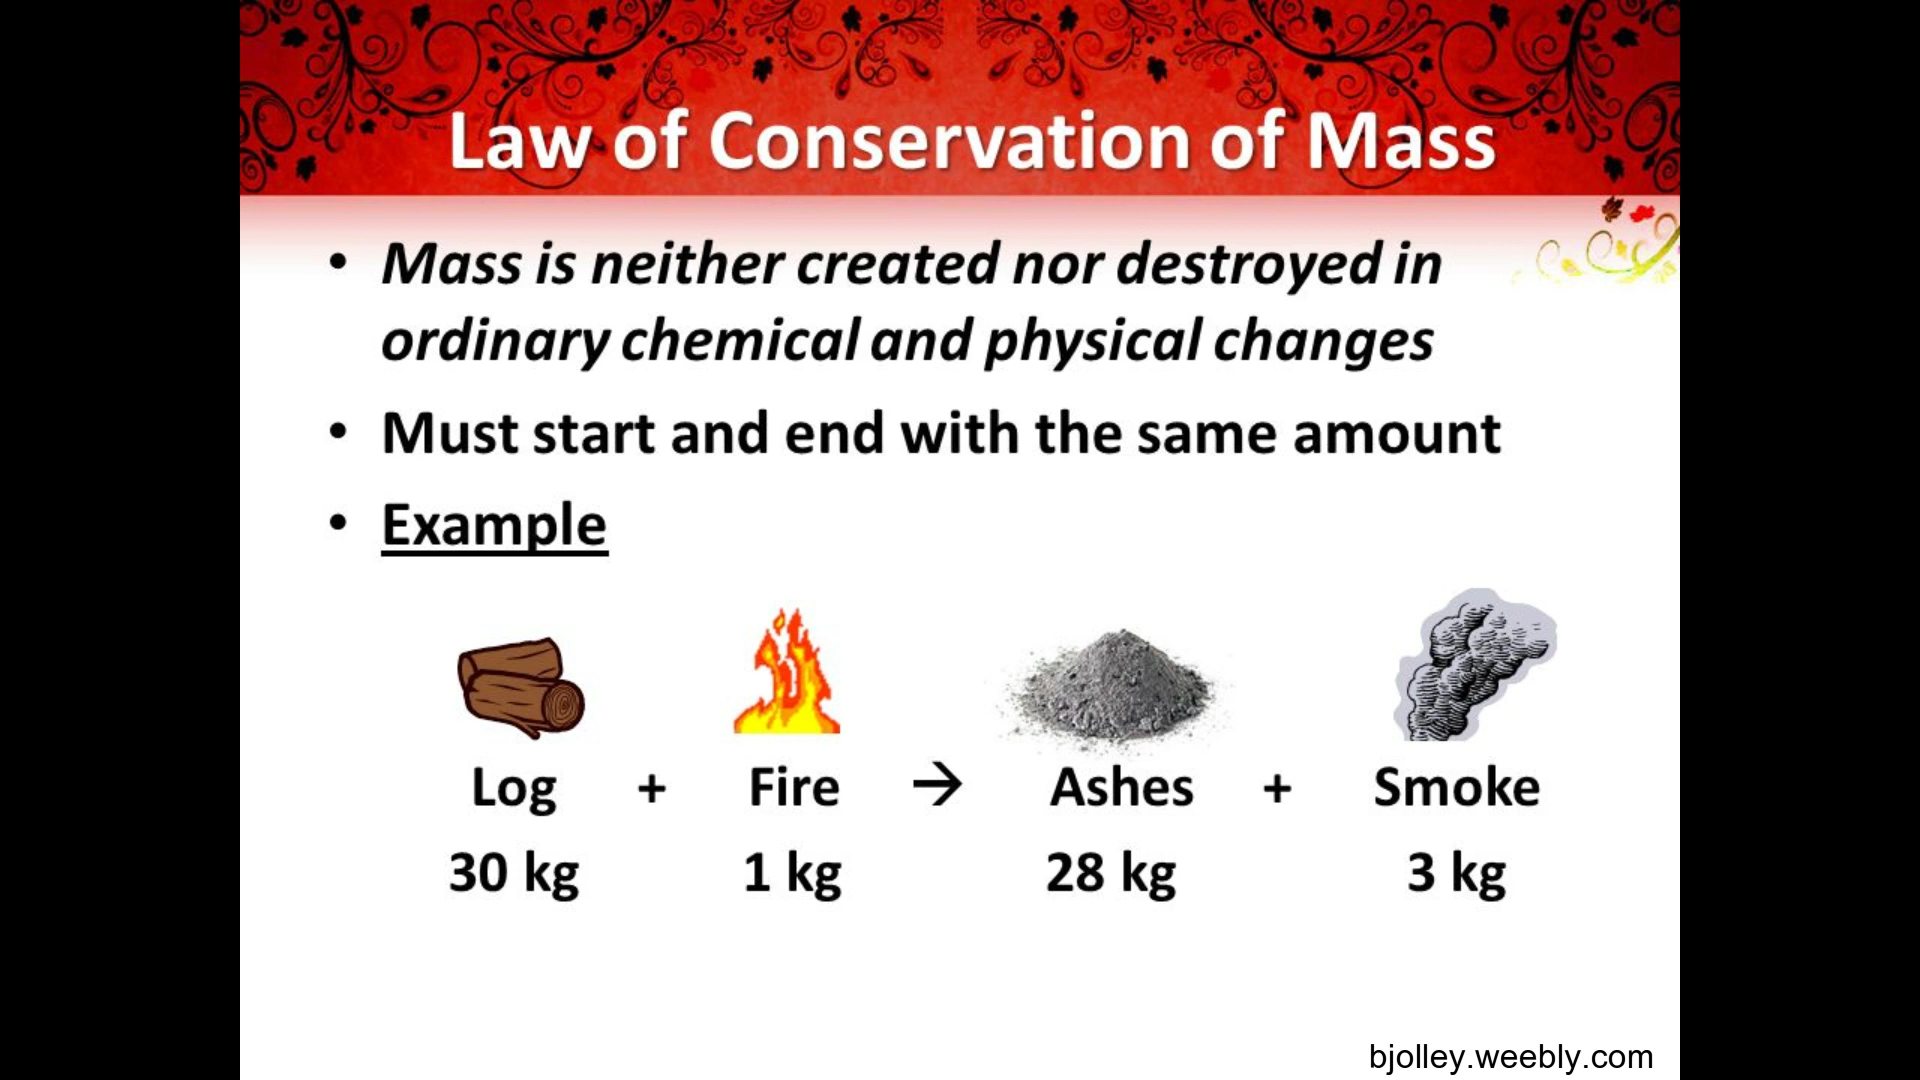 Law of Conservation of Mass
• Mass is neither created nor destroyed in
ordinary chemical and physical changes
• Must start and end with the same amount
• Example
Log + Fire → Ashes + Smoke
30 kg 1 kg 28 kg 3 kg
bjolley.weebly.com